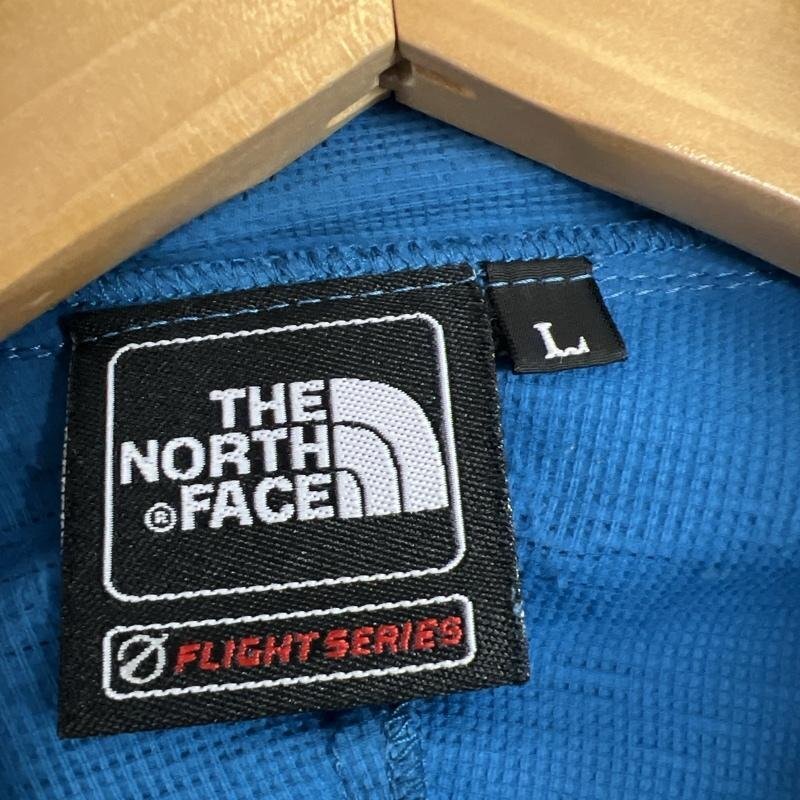 THE
NORTH
®FACE
L
FLIGHT SERIES